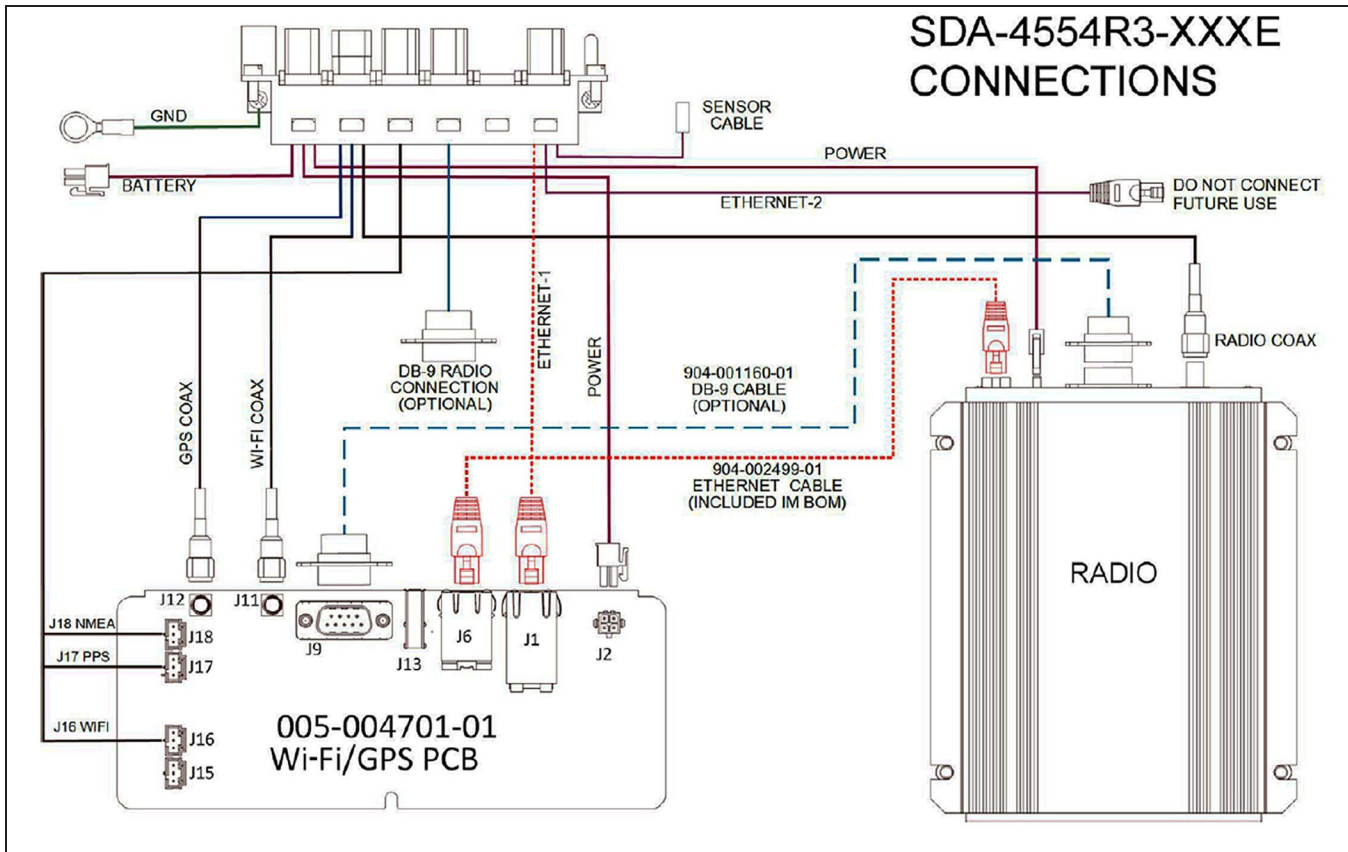 SDA-4554R3-XXXE
CONNECTIONS
GND
SENSOR
CABLE
POWER
BATTERY
ETHERNET-2
DO NOT CONNECT
FUTURE USE
ETHERNET-1
POWER
RADIO COAX
DB-9 RADIO
CONNECTION
(OPTIONAL)
904-001160-01
DB-9 CABLE
(OPTIONAL)
GPS COAX
WI-FI COAX
904-002499-01
ETHERNET CABLE
(INCLUDED IM BOM)
RADIO
J12
J11
J18 NMEA
J18
J9
J13
J6
J1
J2
J17 PPS
J17
J16 WIFI
J16
J15
005-004701-01
Wi-Fi/GPS PCB